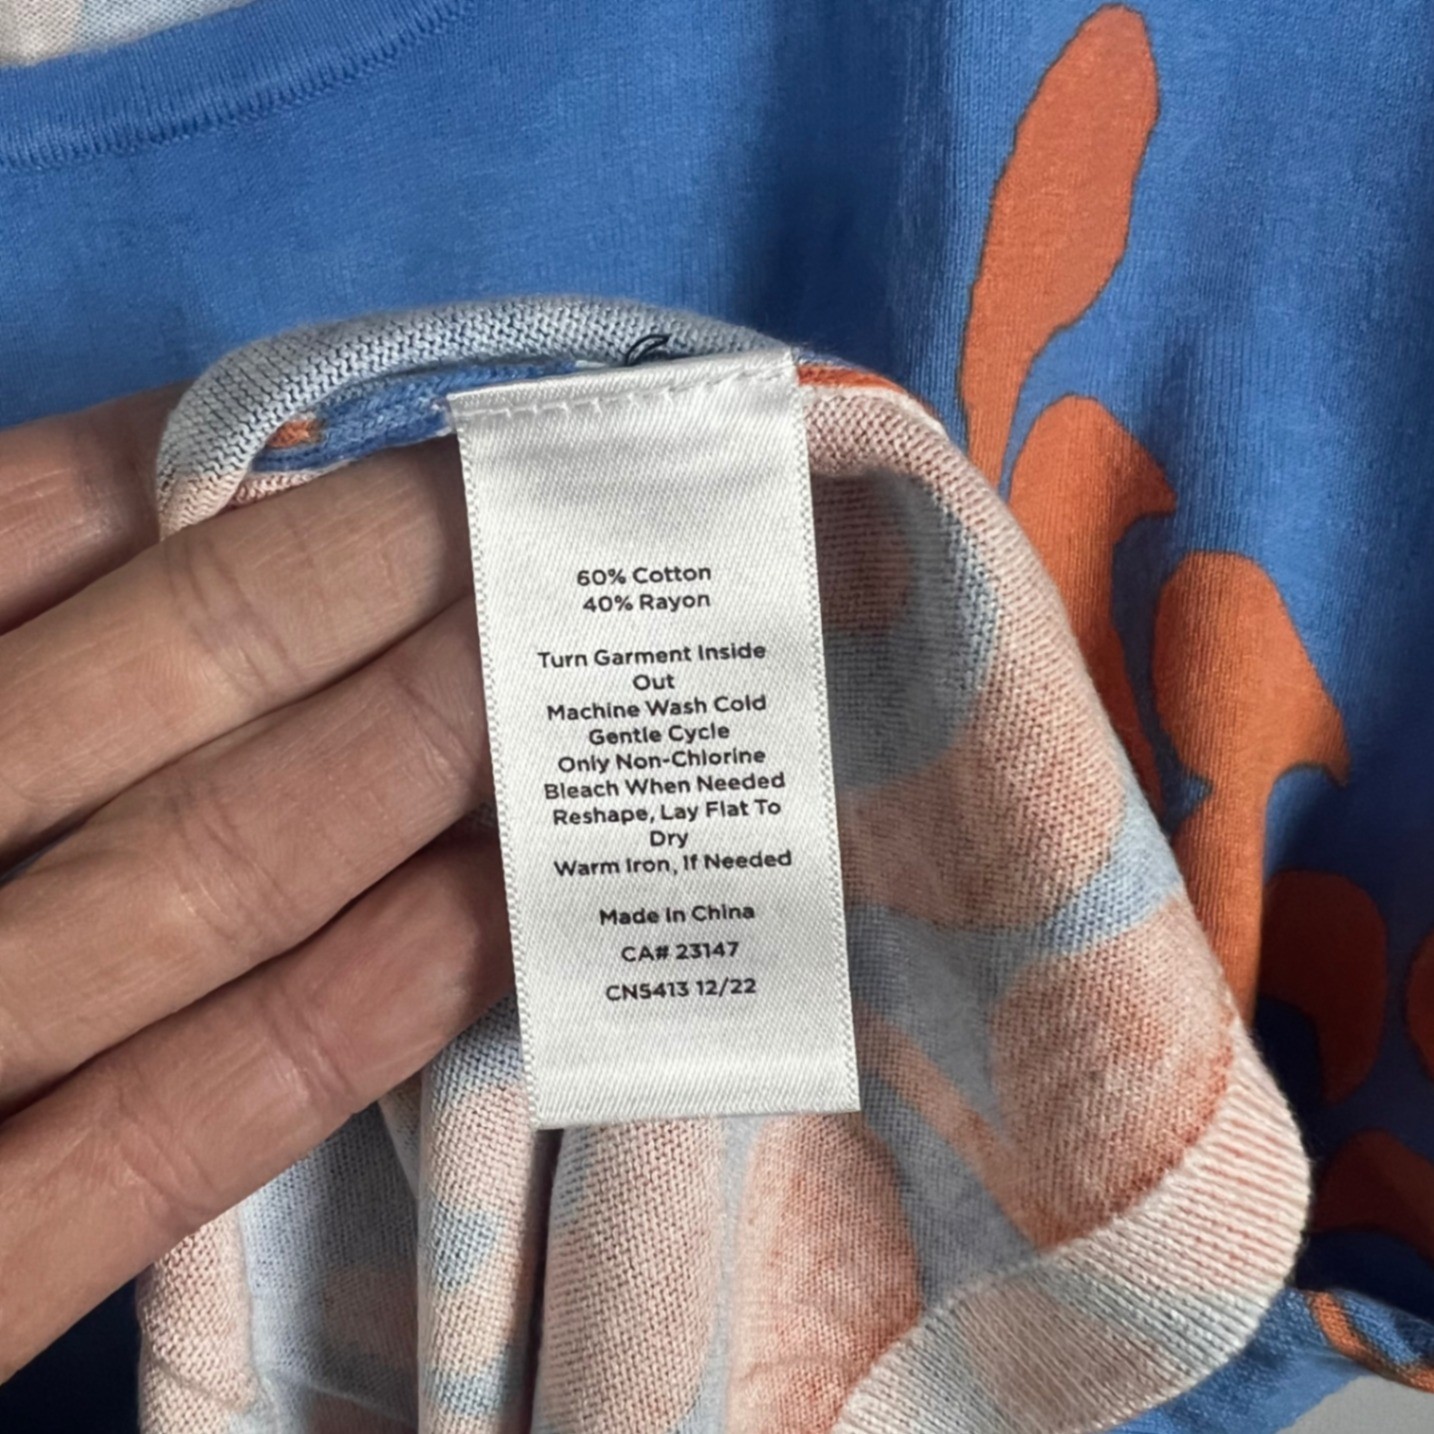 60% Cotton
40% Rayon
Turn Garment Inside
Out
Machine Wash Cold
Gentle Cycle
Only Non-Chlorine
Bleach When Needed
Reshape, Lay Flat To
Dry
Warm Iron, If Needed
Made In China
CA# 23147
CN5413 12/22